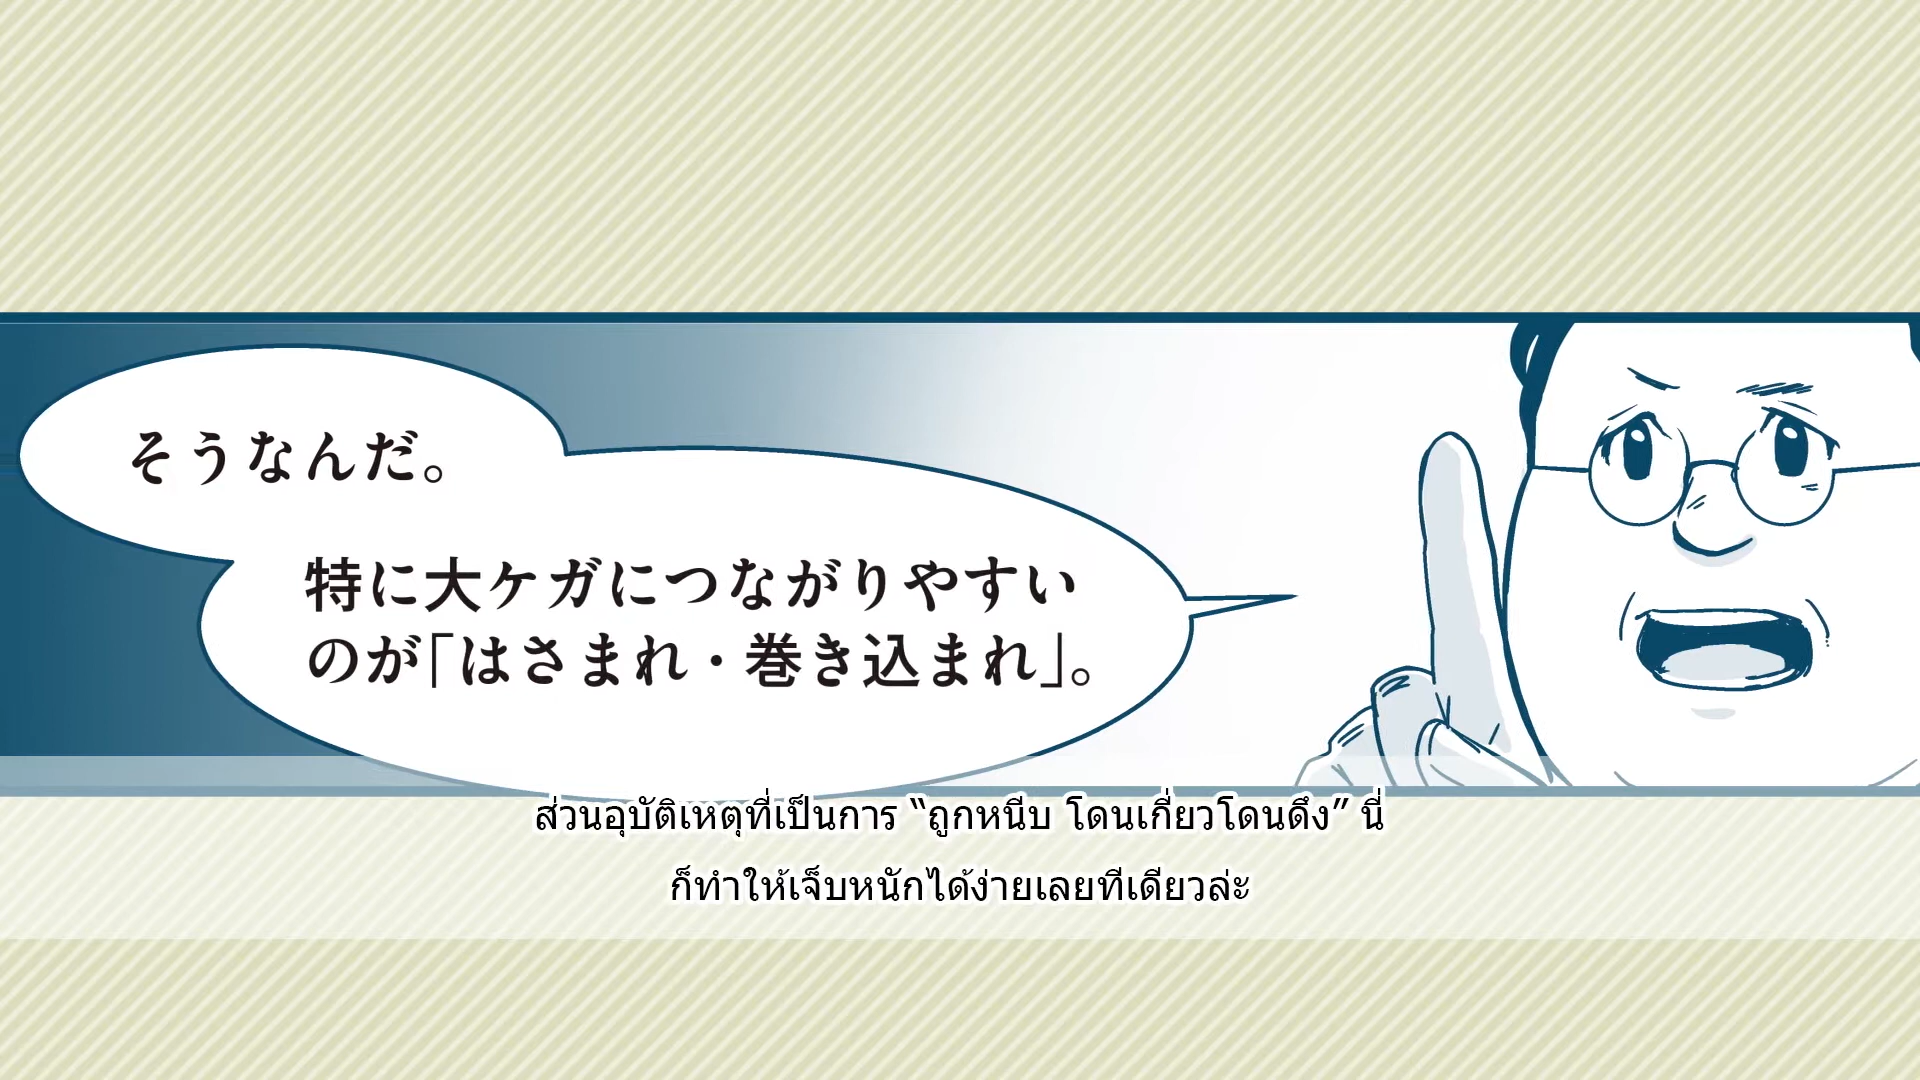 そうなんだ。
特に大ケガにつながりやすい
のが「はさまれ・巻き込まれ」。
ส่วนอุบัติเหตุที่เป็นการ “ถูกหนีบ โดนเกี่ยวโดนดึง” นี่
ก็ทำให้เจ็บหนักได้ง่ายเลยทีเดียวล่ะ